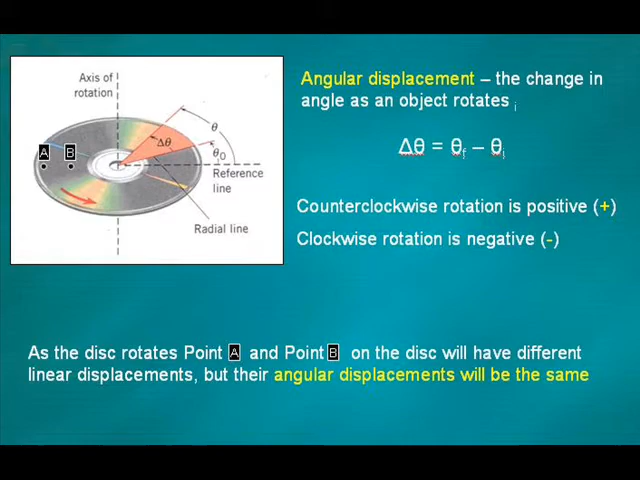 Axis of
rotation
θ
Δθ
θ0
Reference
line
Radial line
A B
Angular displacement – the change in
angle as an object rotates i
Δθ = θf – θi
Counterclockwise rotation is positive (+)
Clockwise rotation is negative (-)
As the disc rotates Point A and Point B on the disc will have different
linear displacements, but their angular displacements will be the same